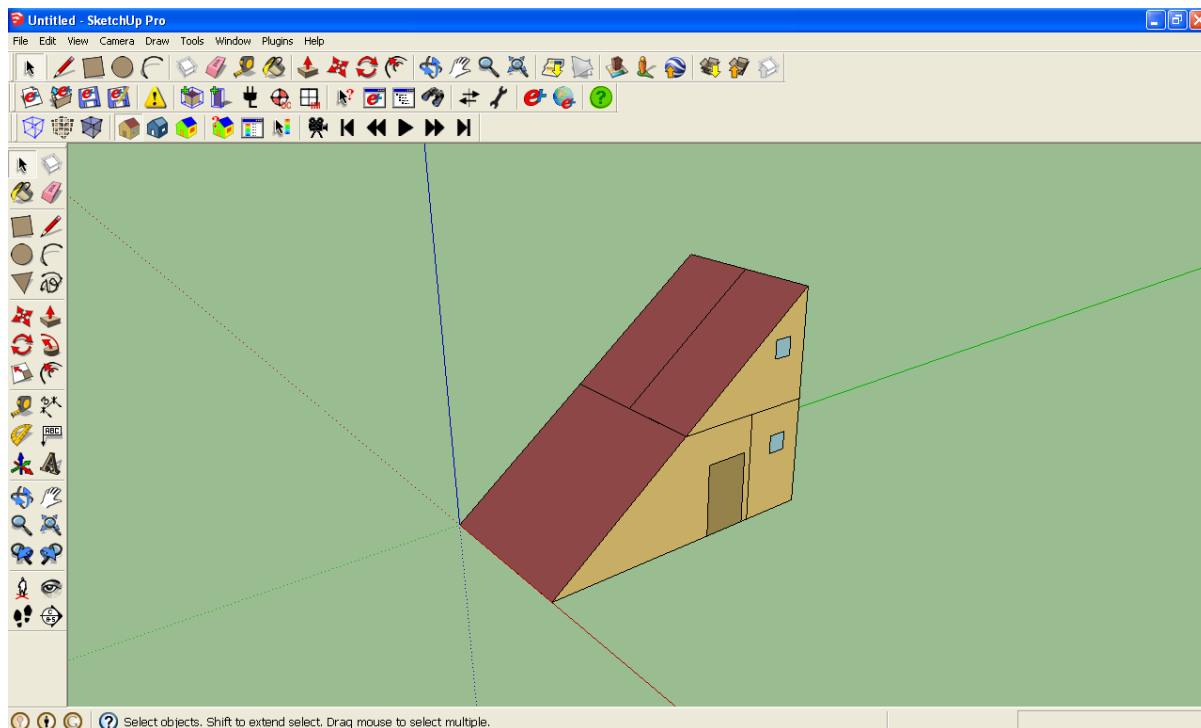 Untitled - SketchUp Pro
File Edit View Camera Draw Tools Window Plugins Help
ABC
Select objects. Shift to extend select. Drag mouse to select multiple.